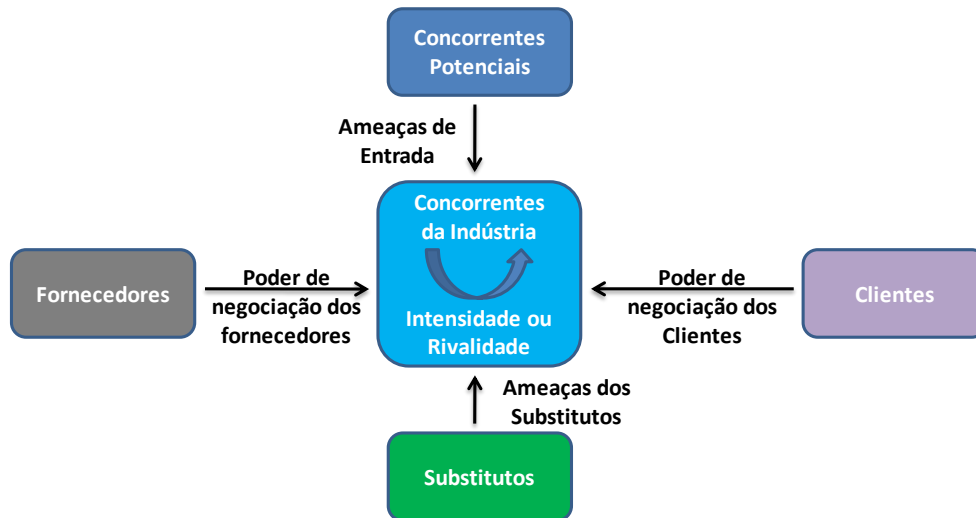 Concorrentes
Potenciais
Ameaças de
Entrada
Concorrentes
da Indústria
Fornecedores
Poder de
negociação dos
fornecedores
Intensidade ou
Rivalidade
Poder de
negociação dos
Clientes
Clientes
Ameaças dos
Substitutos
Substitutos